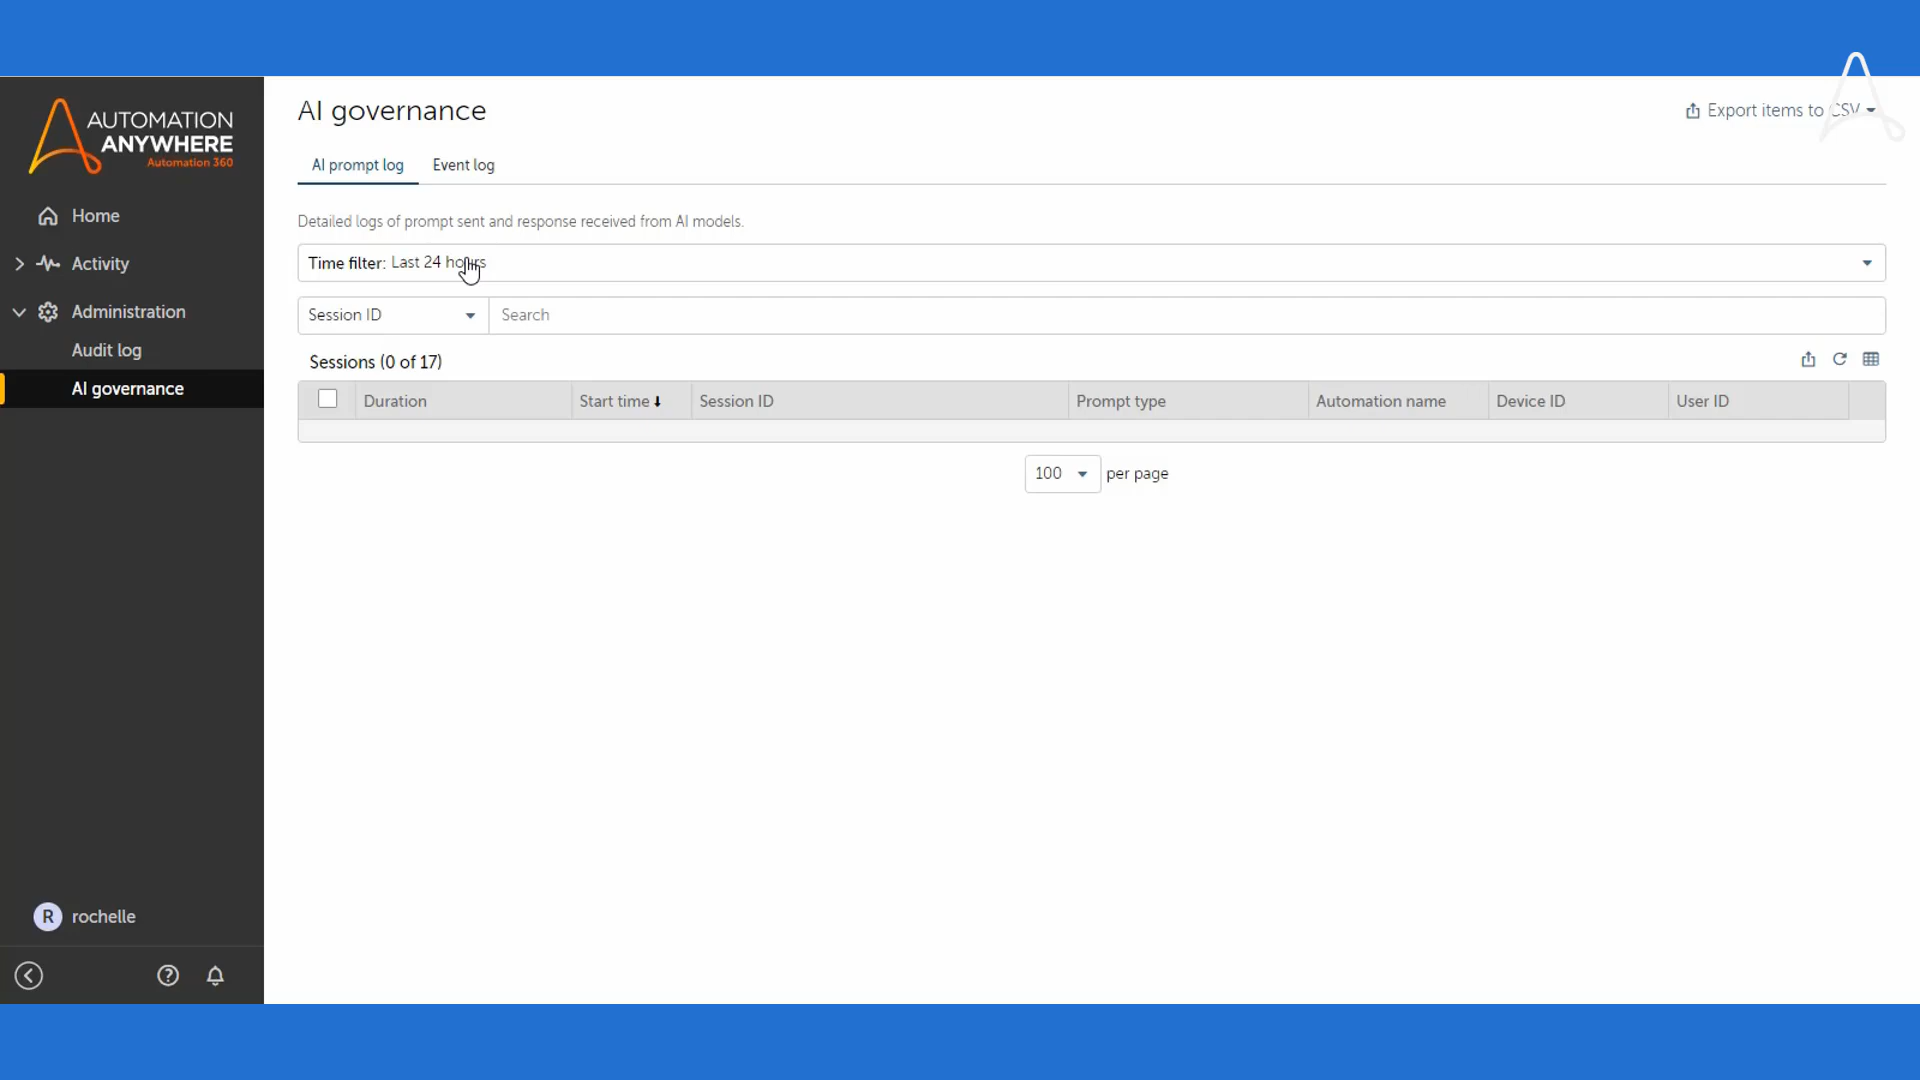 AUTOMATION
ANYWHERE
Automation 360
Home
Activity
Administration
Audit log
AI governance
R rochelle
AI governance
Export items to CSV
AI prompt log Event log
Detailed logs of prompt sent and response received from AI models.
Time filter: Last 24 hours
Session ID Search
Sessions (0 of 17)
Duration Start time Session ID Prompt type Automation name Device ID User ID
100 per page